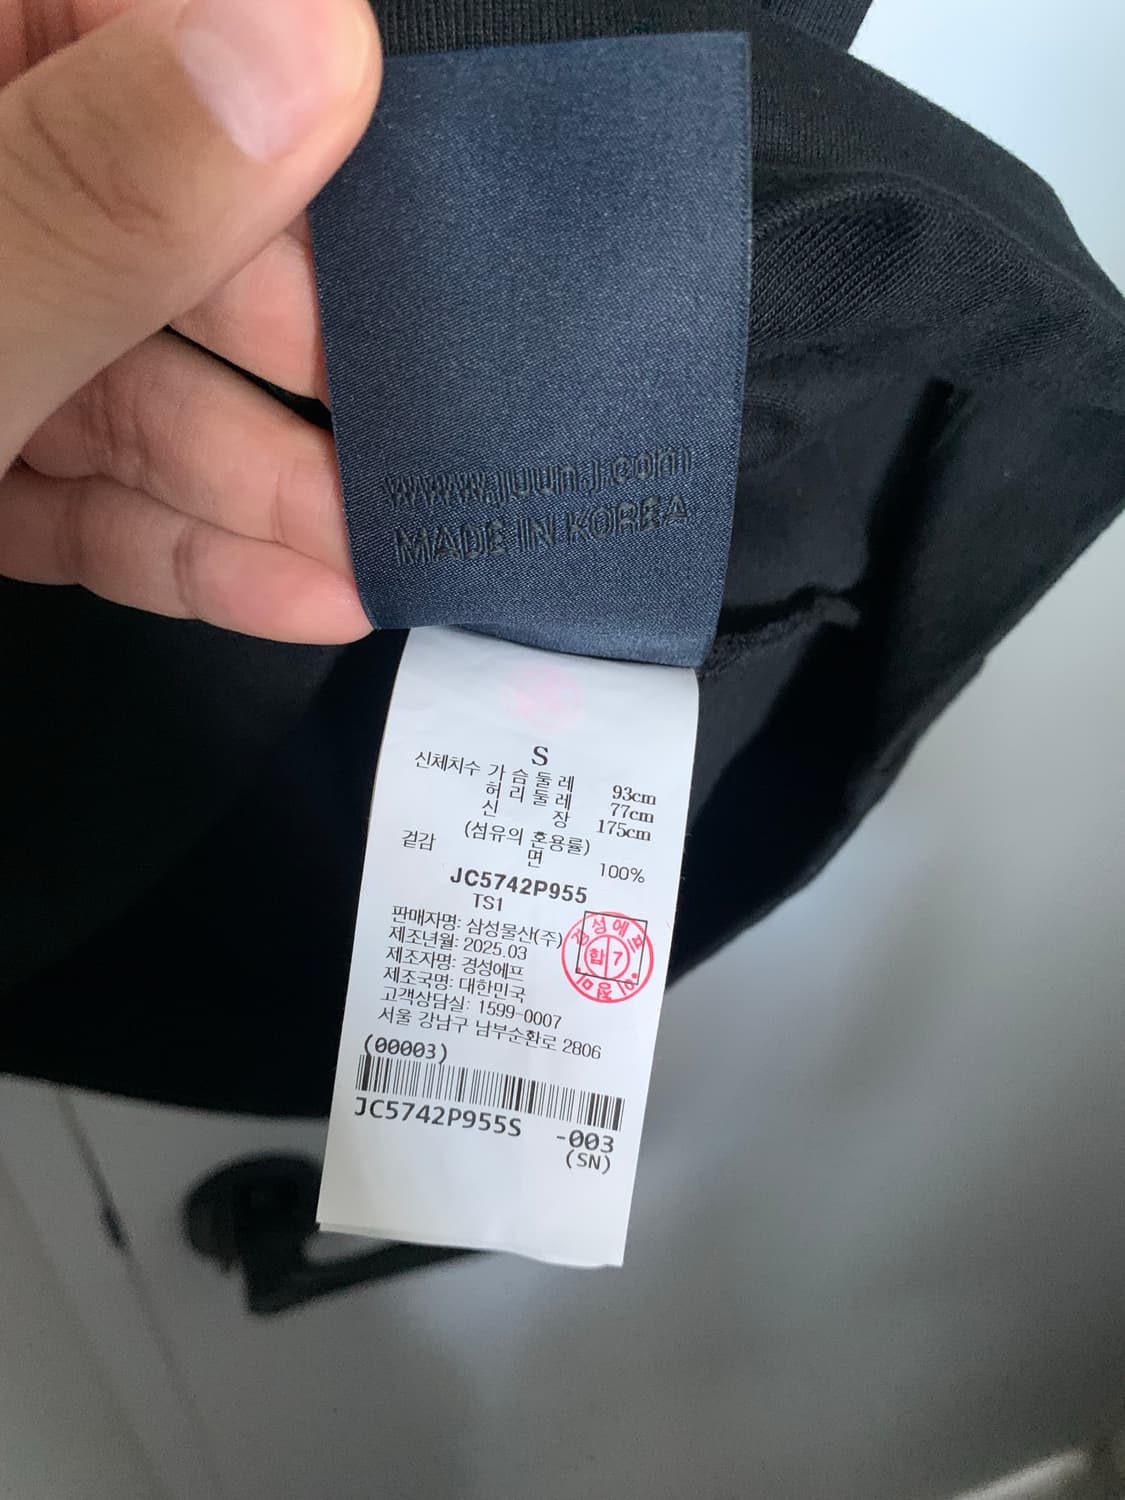 www.juunj.com
MADE IN KOREA
S
신체치수 가슴둘레 93cm
허리둘레 77cm
신 장 175cm
(섬유의 혼용률)
겉감 면 100%
JC5742P955
TS1
판매자명: 삼성물산(주)
제조년월: 2025.03
제조자명: 경성에프
제조국명: 대한민국
고객상담실: 1599-0007
서울 강남구 남부순환로 2806
합 7
(00003)
JC5742P955S -003
(SN)